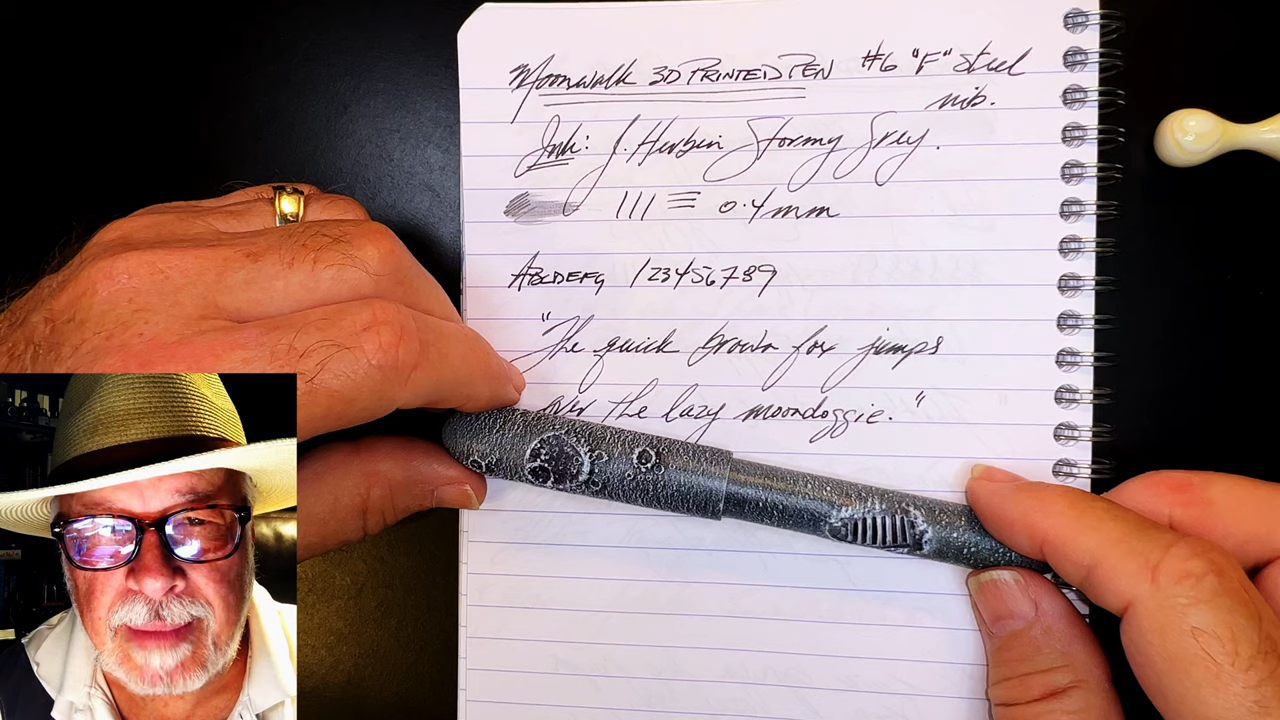 Moonwalk 3D PRINTED PEN #6 "F" steel
nib.
Ink: J. Herbin Stormy Grey.
111 ≡ 0.4mm
ABCDEFG 123456789
"The quick brown fox jumps
over the lazy moondoggie."